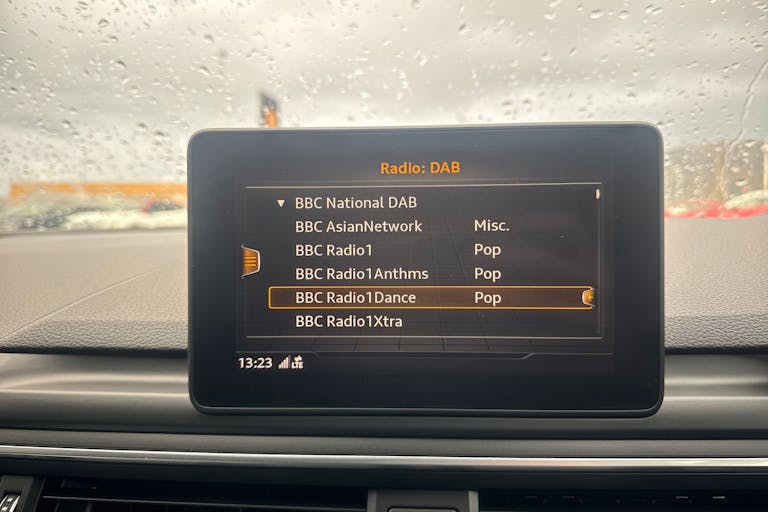 Radio: DAB
▼ BBC National DAB
BBC AsianNetwork Misc.
BBC Radio1 Pop
BBC Radio1Anthms Pop
BBC Radio1Dance Pop
BBC Radio1Xtra
13:23 LTE